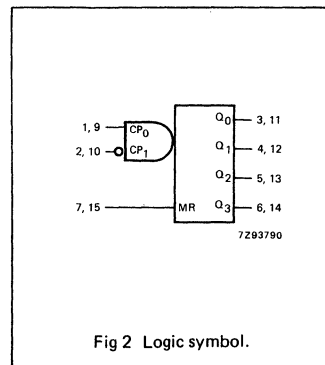 1, 9 CP0 Q0 3, 11
2, 10 CP1 Q1 4, 12
Q2 5, 13
7, 15 MR Q3 6, 14
7Z93790
Fig 2 Logic symbol.